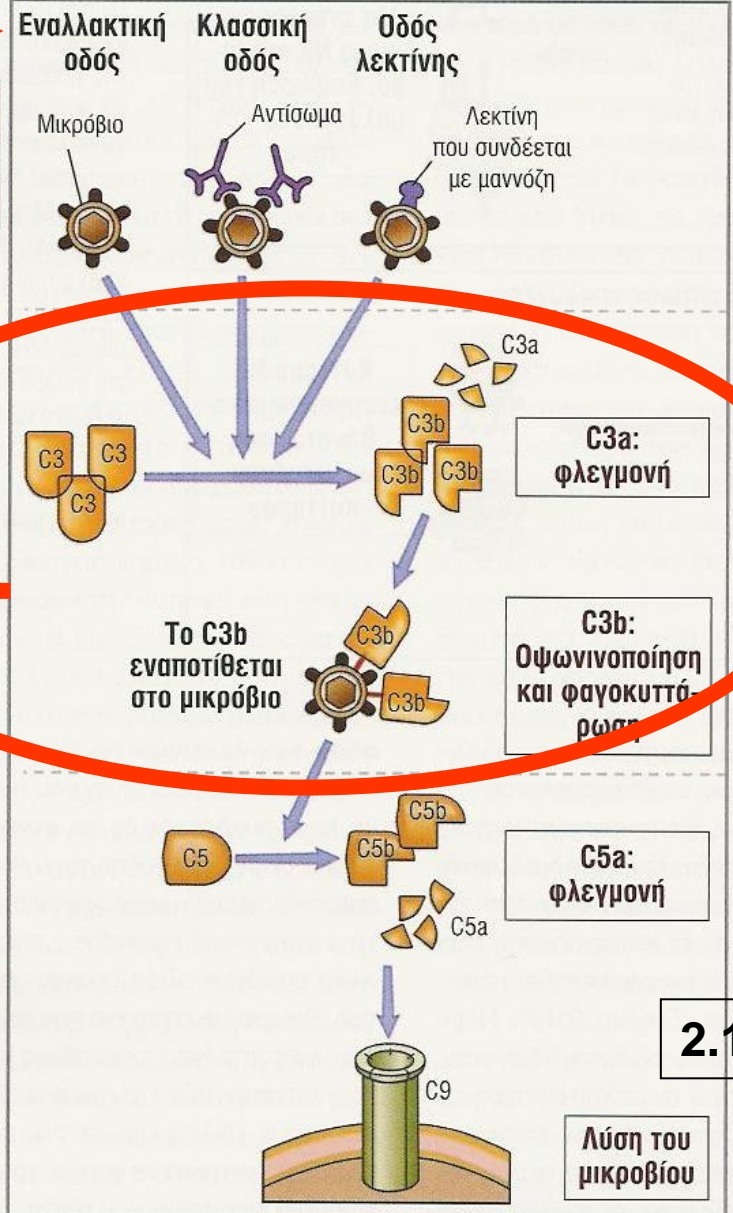 Εναλλακτική
οδός
Κλασσική
οδός
Οδός
λεκτίνης
Μικρόβιο
Αντίσωμα
Λεκτίνη
που συνδέεται
με μαννόζη
C3a
C3
C3
C3
C3b
C3b
C3b
C3a:
φλεγμονή
Το C3b
εναποτίθεται
στο μικρόβιο
C3b
C3b
C3b:
Οψωνινοποίηση
και φαγοκυττά-
ρωση
C5
C5b
C5b
C5a
C5a:
φλεγμονή
2.1
C9
Λύση του
μικροβίου